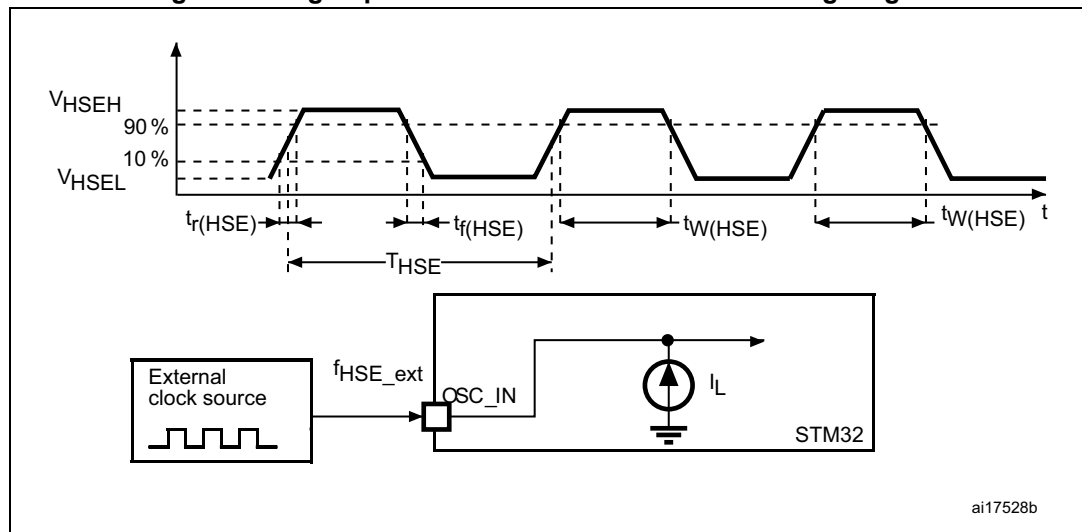 VHSEH
90 %
10 %
VHSEL
tr(HSE)
tf(HSE)
tW(HSE)
tW(HSE)
t
THSE
External
clock source
fHSE_ext
OSC_IN
IL
STM32
ai17528b